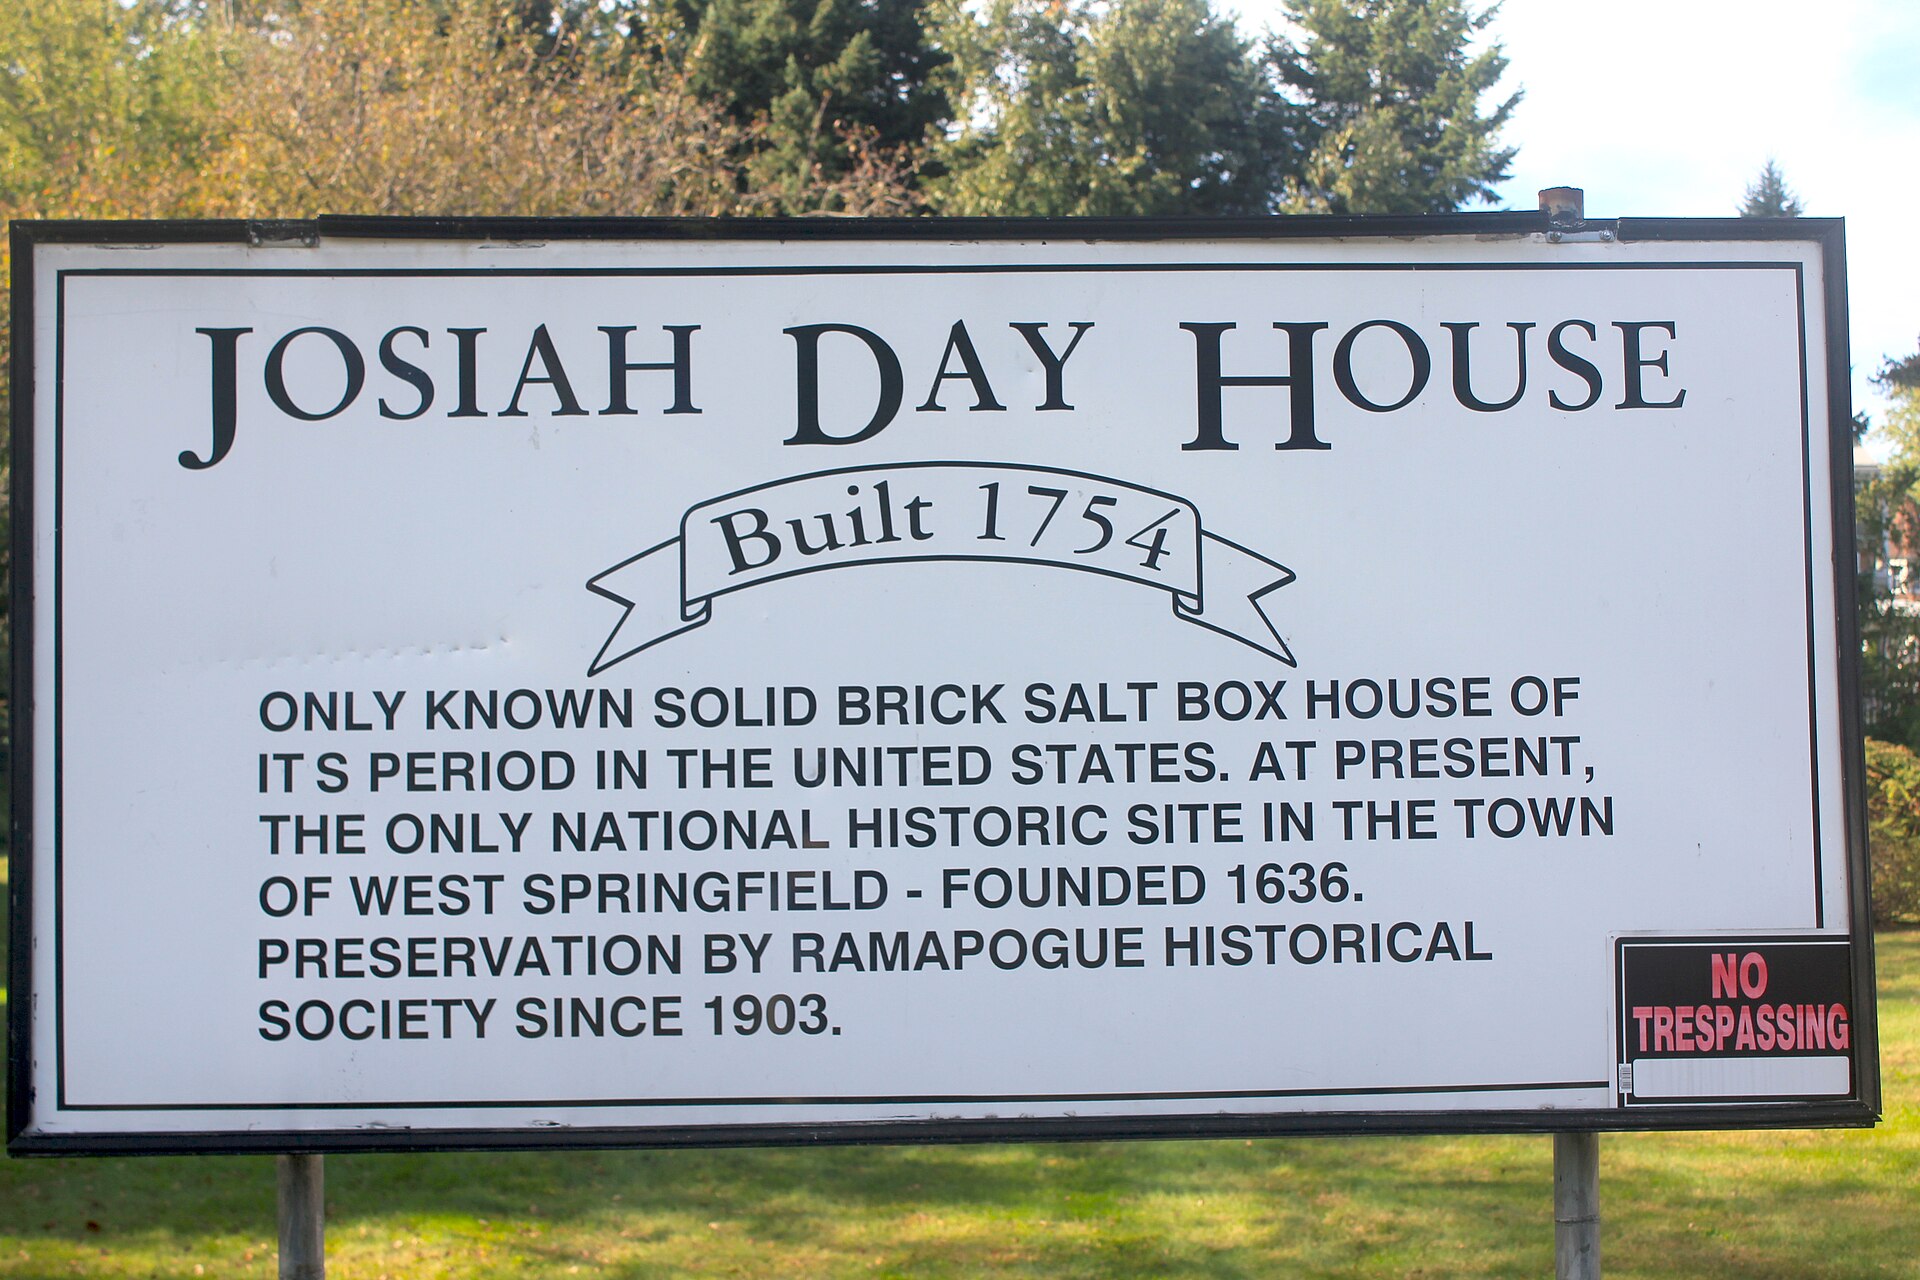 JOSIAH DAY HOUSE
Built 1754
ONLY KNOWN SOLID BRICK SALT BOX HOUSE OF
IT S PERIOD IN THE UNITED STATES. AT PRESENT,
THE ONLY NATIONAL HISTORIC SITE IN THE TOWN
OF WEST SPRINGFIELD - FOUNDED 1636.
PRESERVATION BY RAMAPOGUE HISTORICAL
SOCIETY SINCE 1903.
NO
TRESPASSING